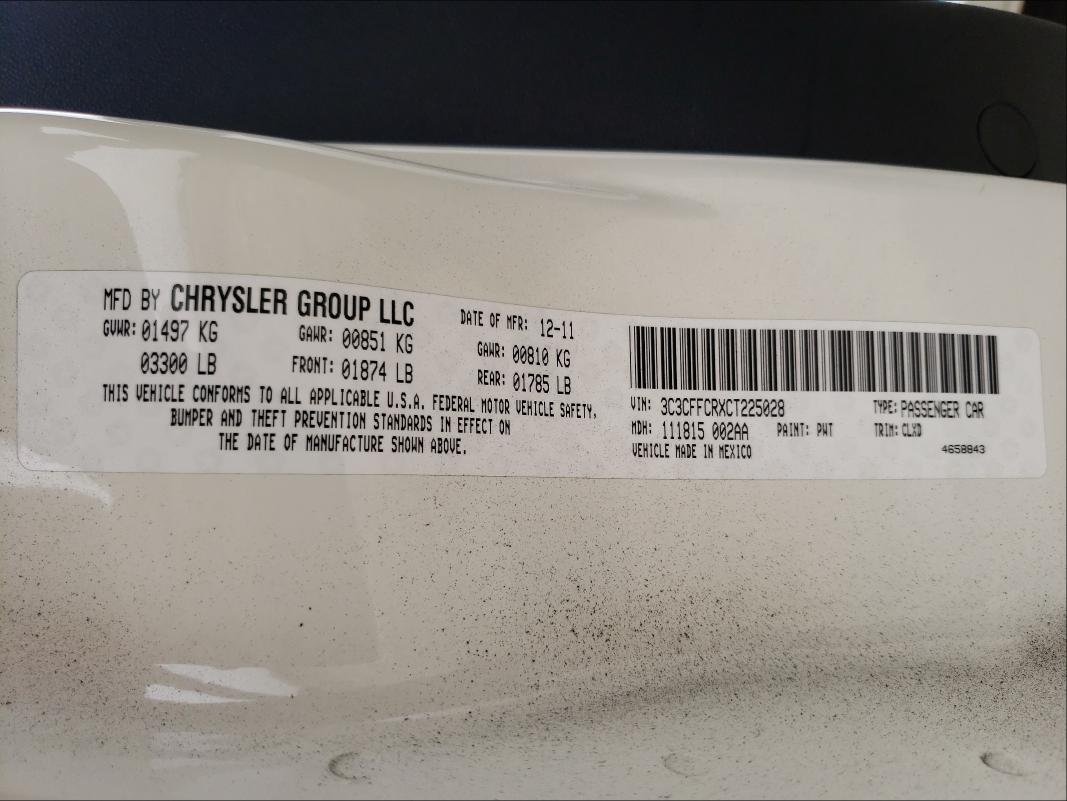 MFD BY CHRYSLER GROUP LLC DATE OF MFR: 12-11
GVWR: 01497 KG GAWR: 00851 KG GAWR: 00810 KG
03300 LB FRONT: 01874 LB REAR: 01785 LB
THIS VEHICLE CONFORMS TO ALL APPLICABLE U.S.A. FEDERAL MOTOR VEHICLE SAFETY,
BUMPER AND THEFT PREVENTION STANDARDS IN EFFECT ON
THE DATE OF MANUFACTURE SHOWN ABOVE.
VIN: 3C3CFFCRXCT225028 TYPE: PASSENGER CAR
MDH: 111815 002AA PAINT: PWT TRIM: CLXD
VEHICLE MADE IN MEXICO 4658843